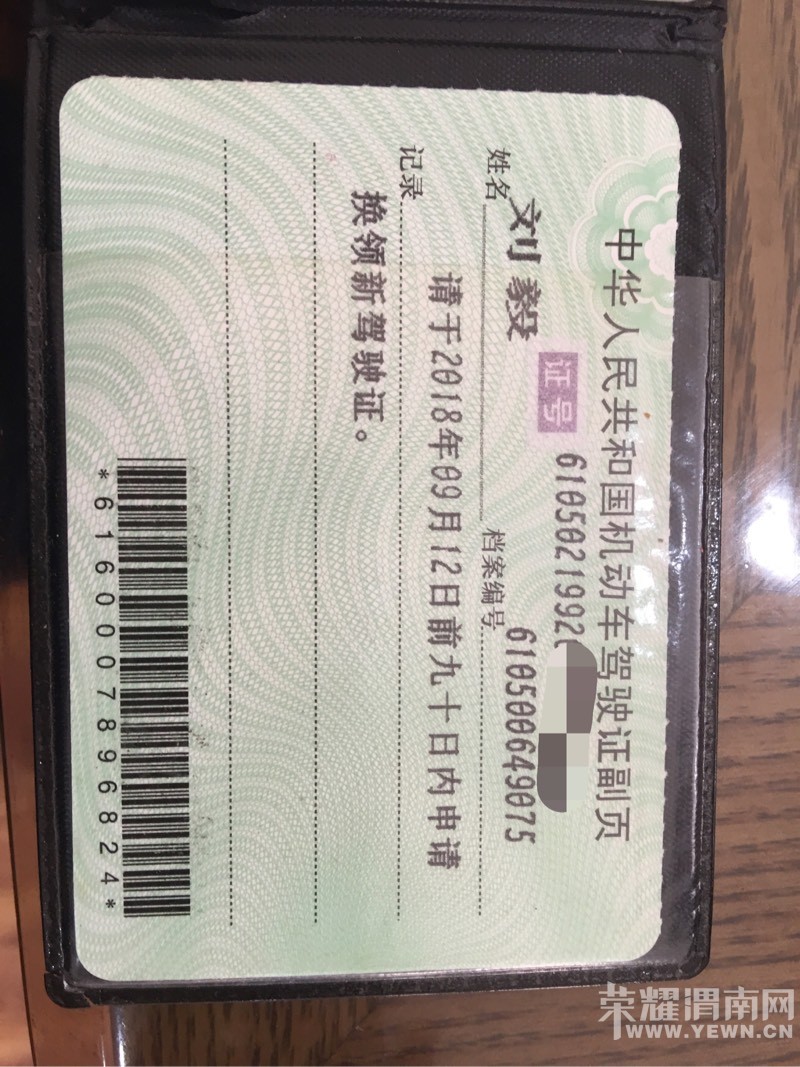 中华人民共和国机动车驾驶证副页
证号 6105021992
姓名 刘毅 档案编号 610500649075
记录 请于2018年09月12日前九十日内申请
换领新驾驶证。
*6160007896824*
荣耀渭南网
WWW.YEWN.CN